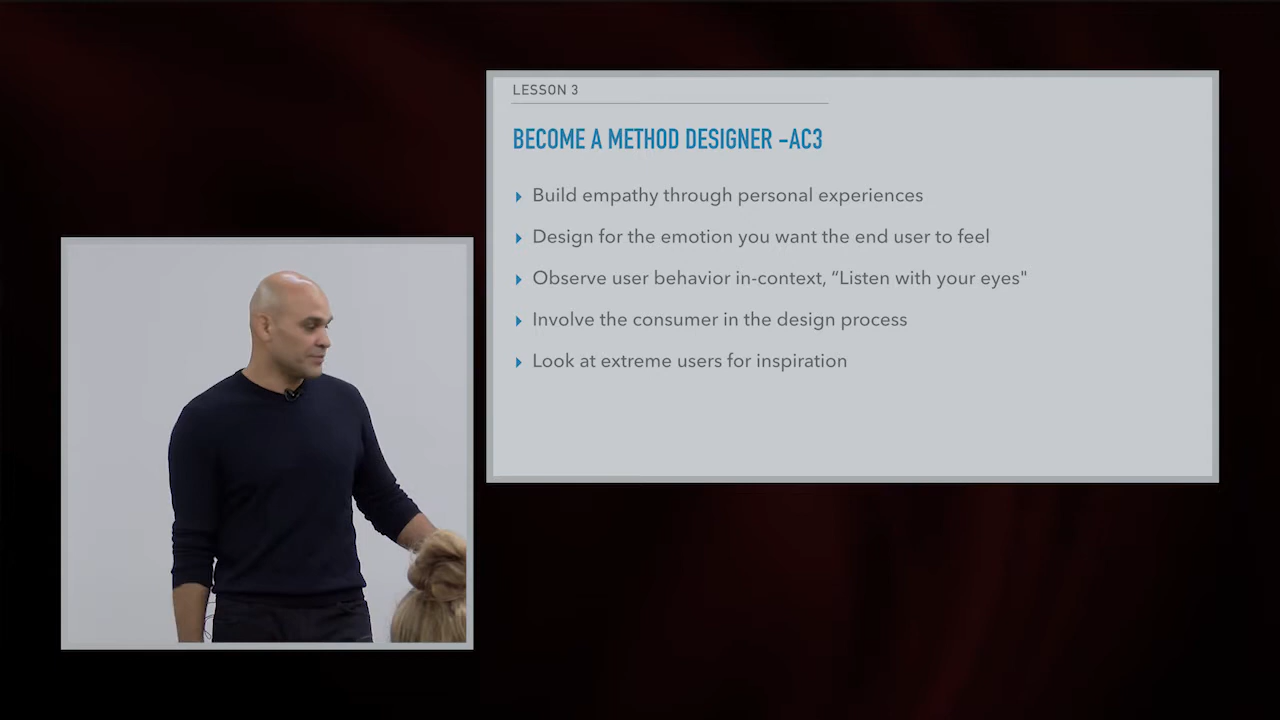 LESSON 3
BECOME A METHOD DESIGNER -AC3
Build empathy through personal experiences
Design for the emotion you want the end user to feel
Observe user behavior in-context, “Listen with your eyes"
Involve the consumer in the design process
Look at extreme users for inspiration